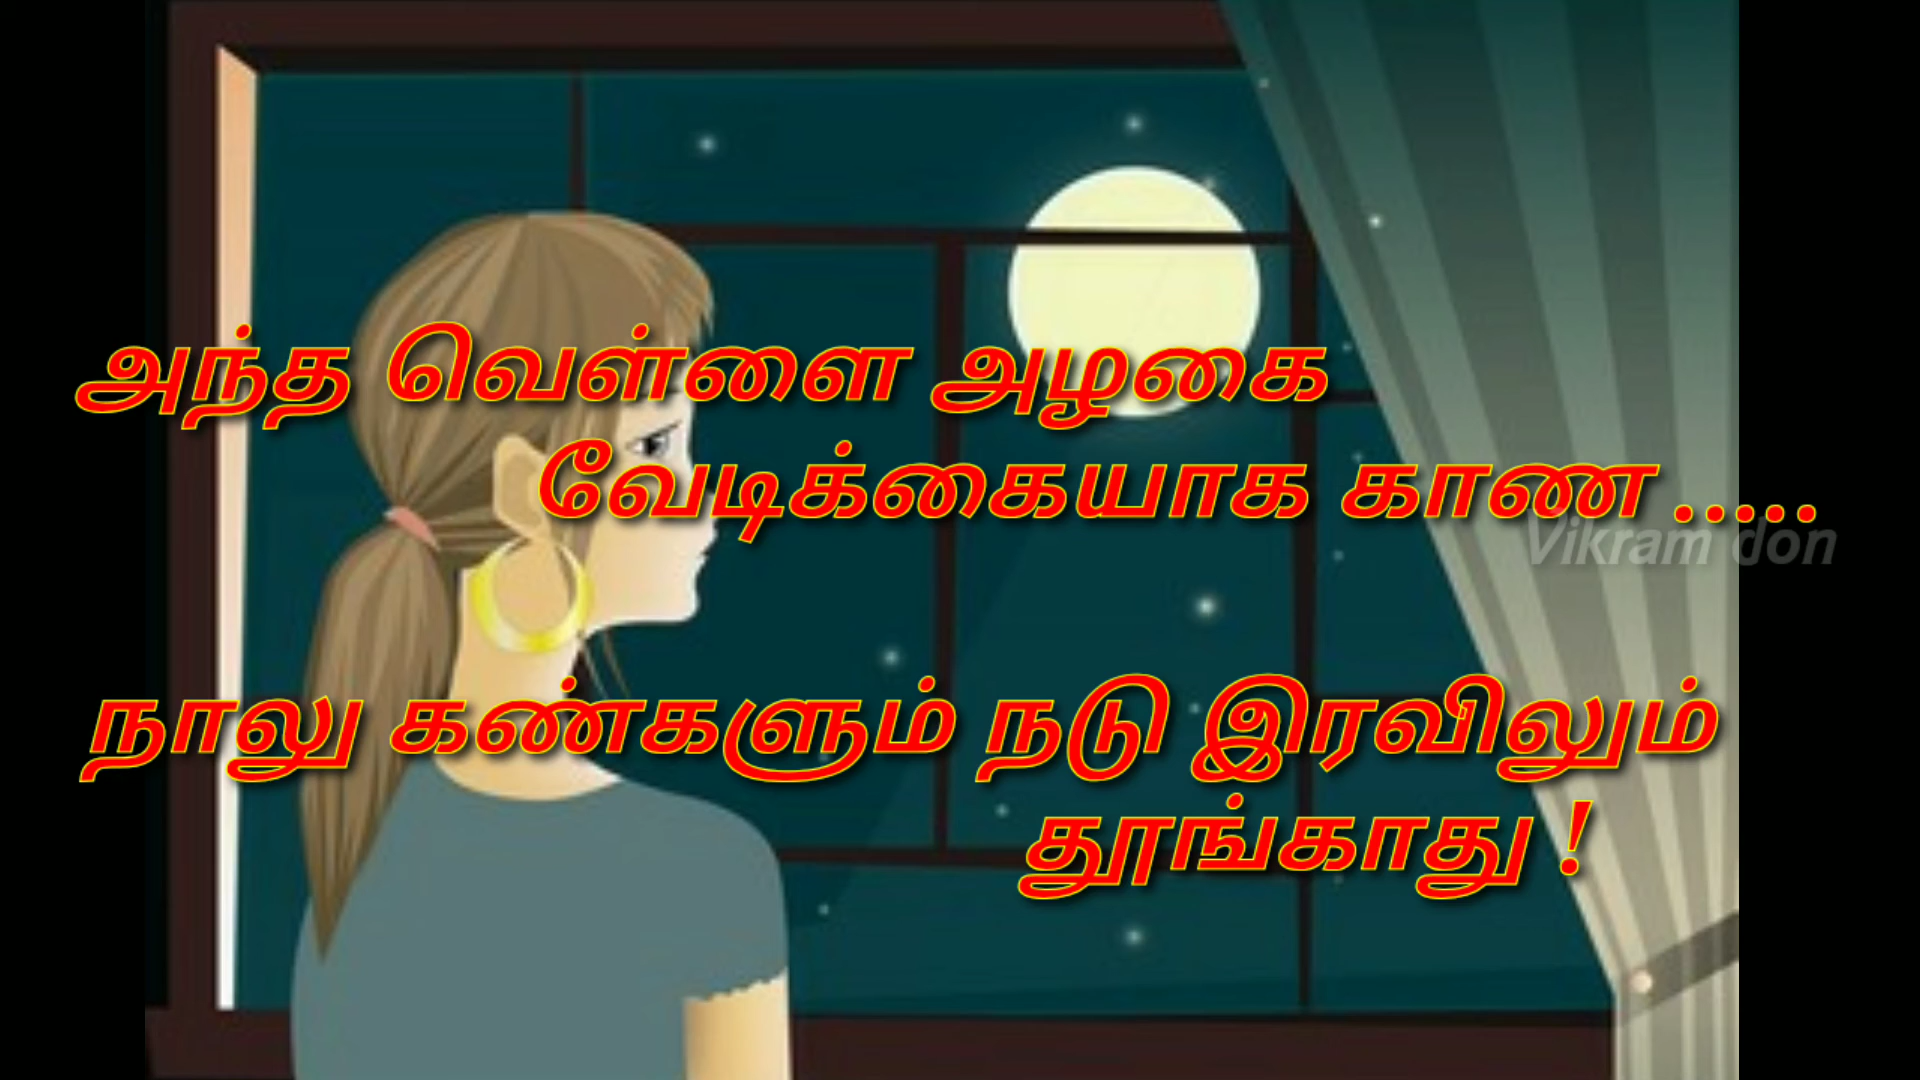 அந்த வெள்ளை அழகை
வேடிக்கையாக காண .....
Vikram don
நாலு கண்களும் நடு இரவிலும்
தூங்காது !